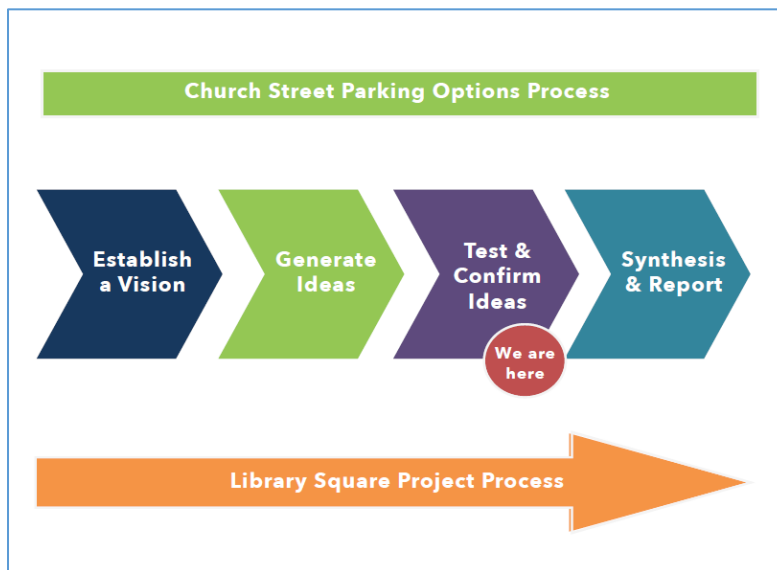 Church Street Parking Options Process
Establish
a Vision
Generate
Ideas
Test &
Confirm
Ideas
Synthesis
& Report
We are
here
Library Square Project Process